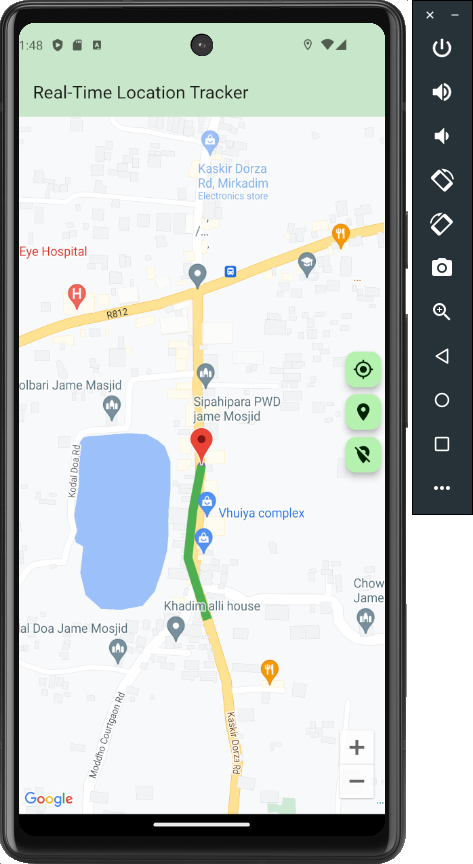 1:48
A
Real-Time Location Tracker
Kaskir Dorza
Rd, Mirkadim
Electronics store
/...
Eye Hospital
...
H
R812
olbari Jame Masjid
Sipahipara PWD
jame Mosjid
Kodal Doa Rd
Vhuiya complex
Chow
Jame
Khadim alli house
al Doa Jame Mosjid
Moddho Courtgaon Rd
Kaskir Dorza Rd
+
−
Google
...